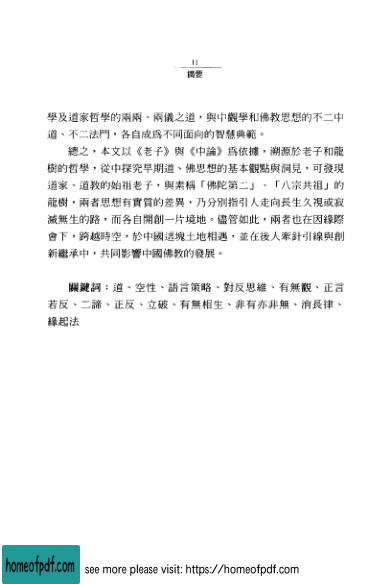 11
摘要
學及道家哲學的兩兩、兩儀之道，與中觀學和佛教思想的不二中
道、不二法門，各自成為不同面向的智慧典範。
總之，本文以《老子》與《中論》為依據，溯源於老子和龍
樹的哲學，從中探究早期道、佛思想的基本觀點與洞見，可發現
道家、道教的始祖老子，與素稱「佛陀第二」、「八宗共祖」的
龍樹，兩者思想有實質的差異，乃分別指引人走向長生久視或寂
滅無生的路，而各自開創一片境地。儘管如此，兩者也在因緣際
會下，跨越時空，於中國這塊土地相遇，並在後人牽針引線與創
新繼承中，共同影響中國佛教的發展。
關鍵詞：道、空性、語言策略、對反思維、有無觀、正言
若反、二諦、正反、立破、有無相生、非有亦非無、消長律、
緣起法
homeofpdf.com
see more please visit: https://homeofpdf.com